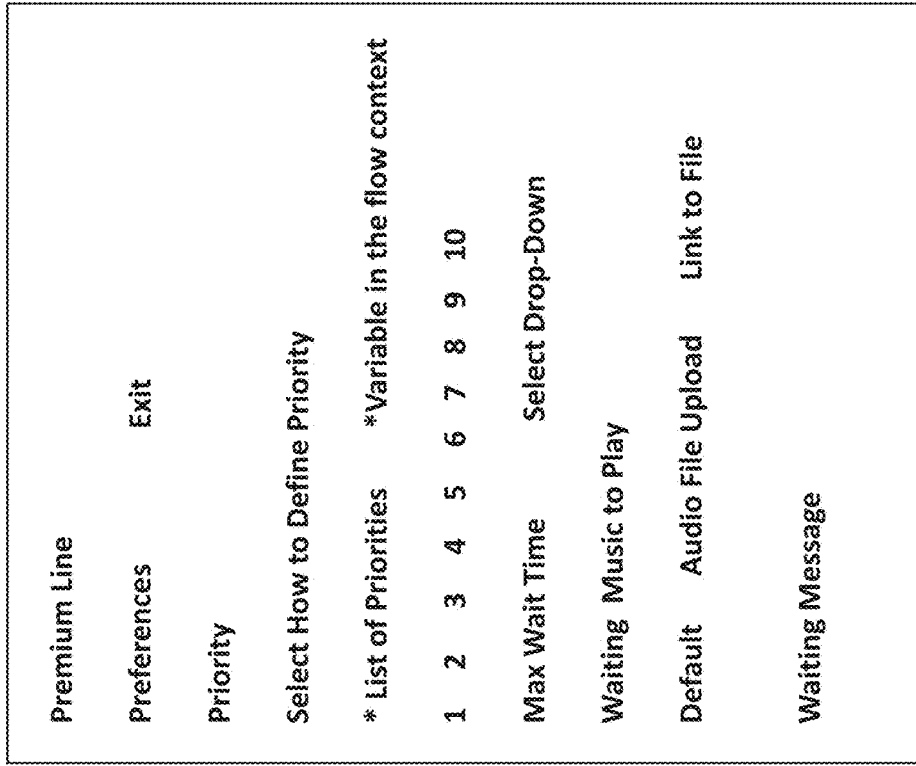 Premium Line
Preferences Exit
Priority
Select How to Define Priority
* List of Priorities *Variable in the flow context
1 2 3 4 5 6 7 8 9 10
Max Wait Time Select Drop-Down
Waiting Music to Play
Default Audio File Upload Link to File
Waiting Message